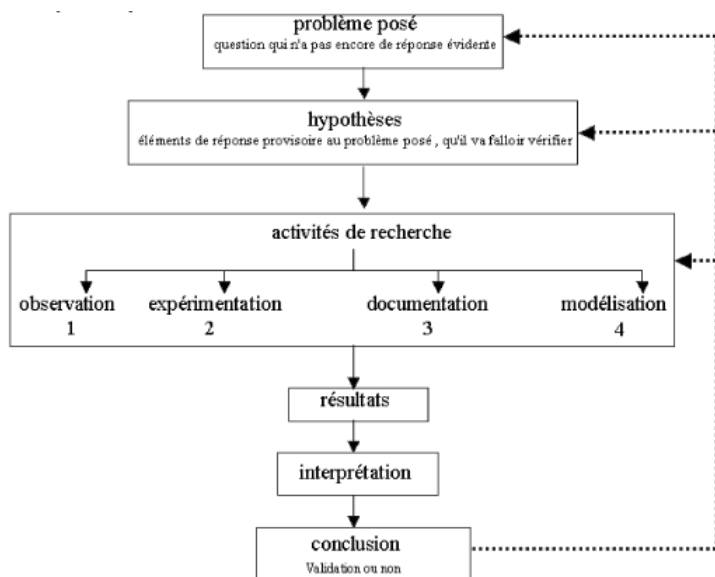 problème posé
question qui n'a pas encore de réponse évidente
hypothèses
éléments de réponse provisoire au problème posé , qu'il va falloir vérifier
activités de recherche
observation expérimentation documentation modélisation
1 2 3 4
résultats
interprétation
conclusion
Validation ou non